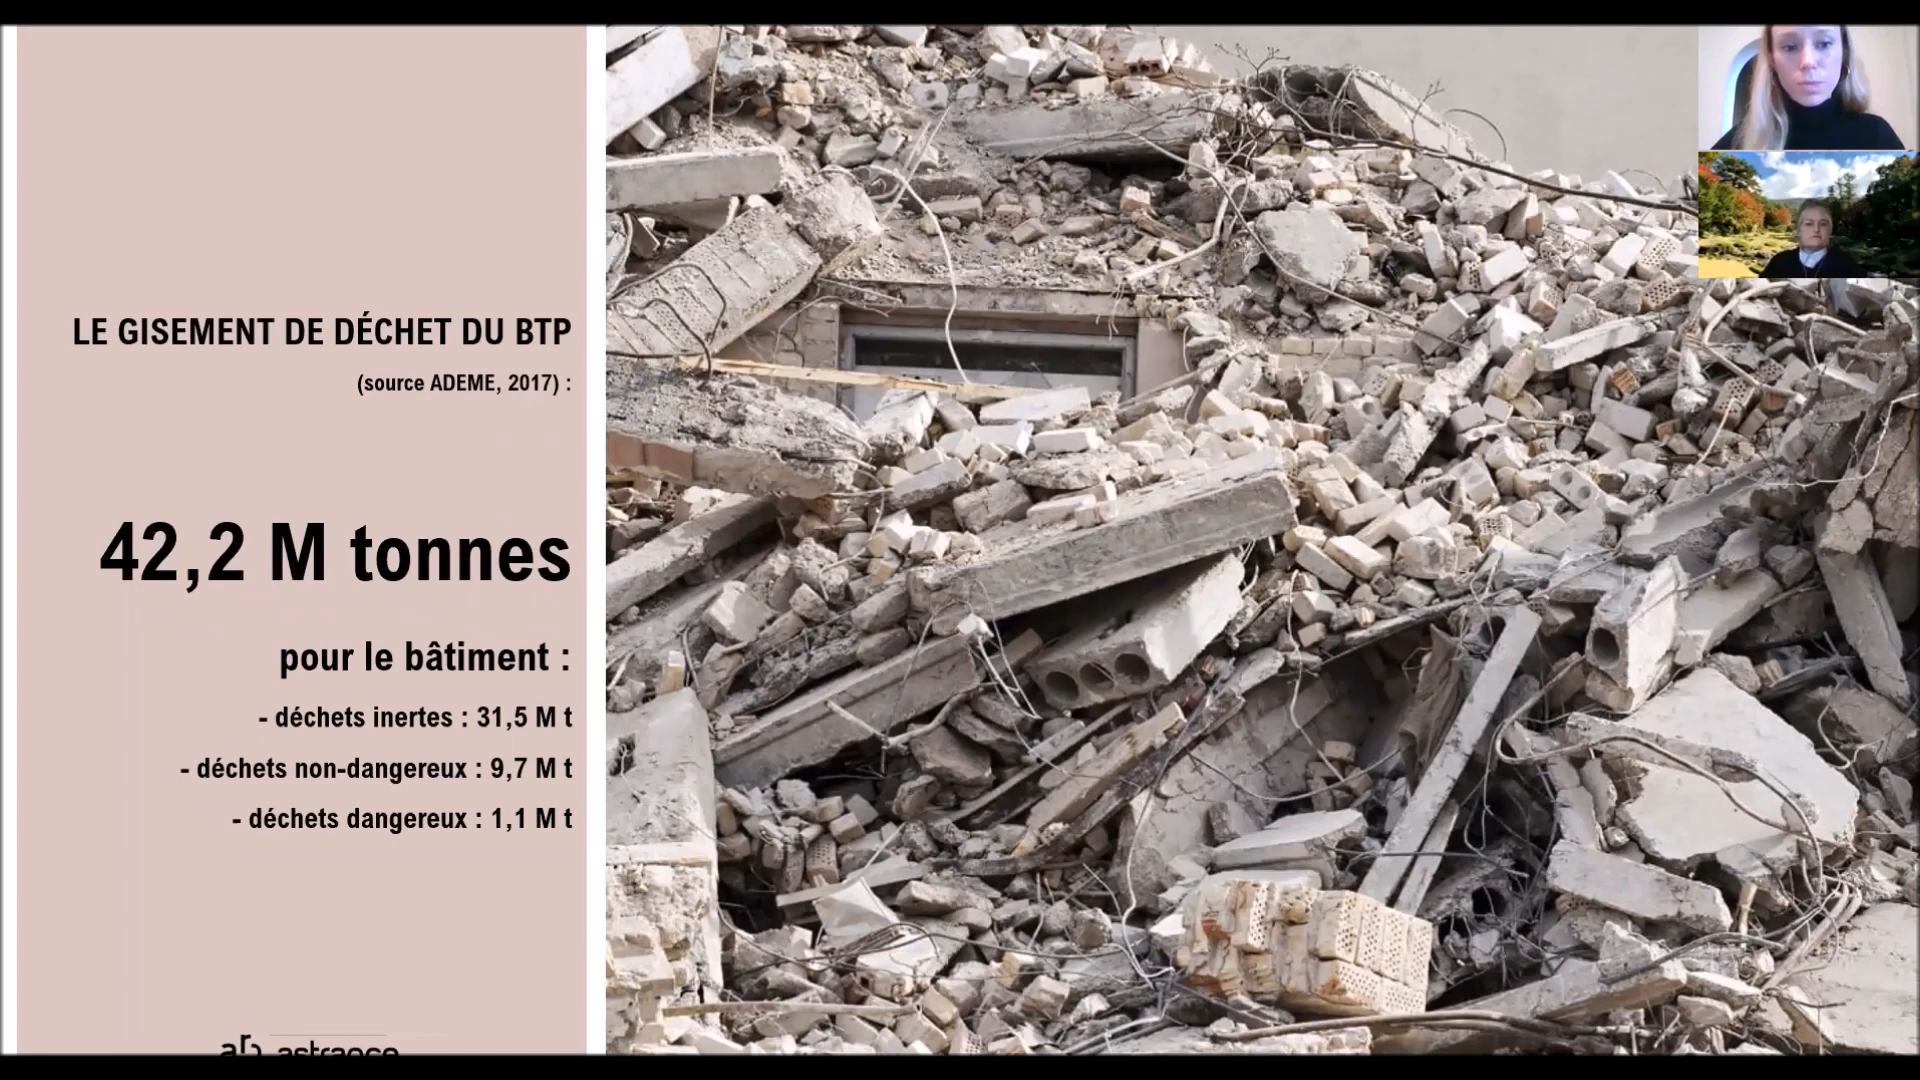 LE GISEMENT DE DÉCHET DU BTP
(source ADEME, 2017) :
42,2 M tonnes
pour le bâtiment :
- déchets inertes : 31,5 M t
- déchets non-dangereux : 9,7 M t
- déchets dangereux : 1,1 M t
astrance